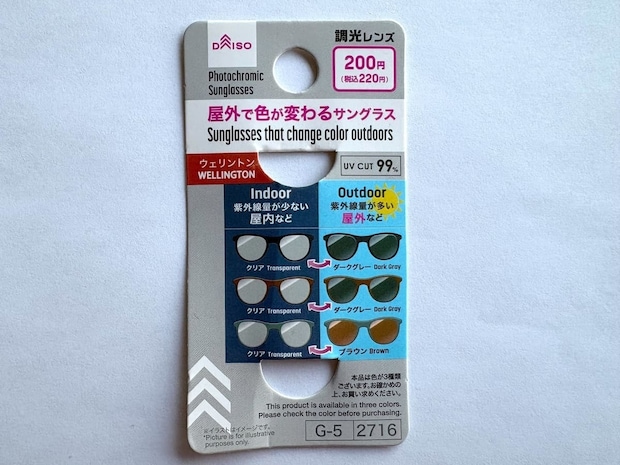 DAISO
調光レンズ
200円
(税込220円)
Photochromic
Sunglasses
屋外で色が変わるサングラス
Sunglasses that change color outdoors
ウェリントン
WELLINGTON
UV CUT 99%
Indoor
紫外線量が少ない
屋内など
Outdoor
紫外線量が多い
屋外など
クリア Transparent
ダークグレー Dark Gray
クリア Transparent
ダークグレー Dark Gray
クリア Transparent
ブラウン Brown
本品は色が3種類
ございます。お確かめの
上、お買い求めください。
This product is available in three colors.
Please check the color before purchasing.
※イラストはイメージです。
*Picture is for illustrative
purposes only.
G-5 2716